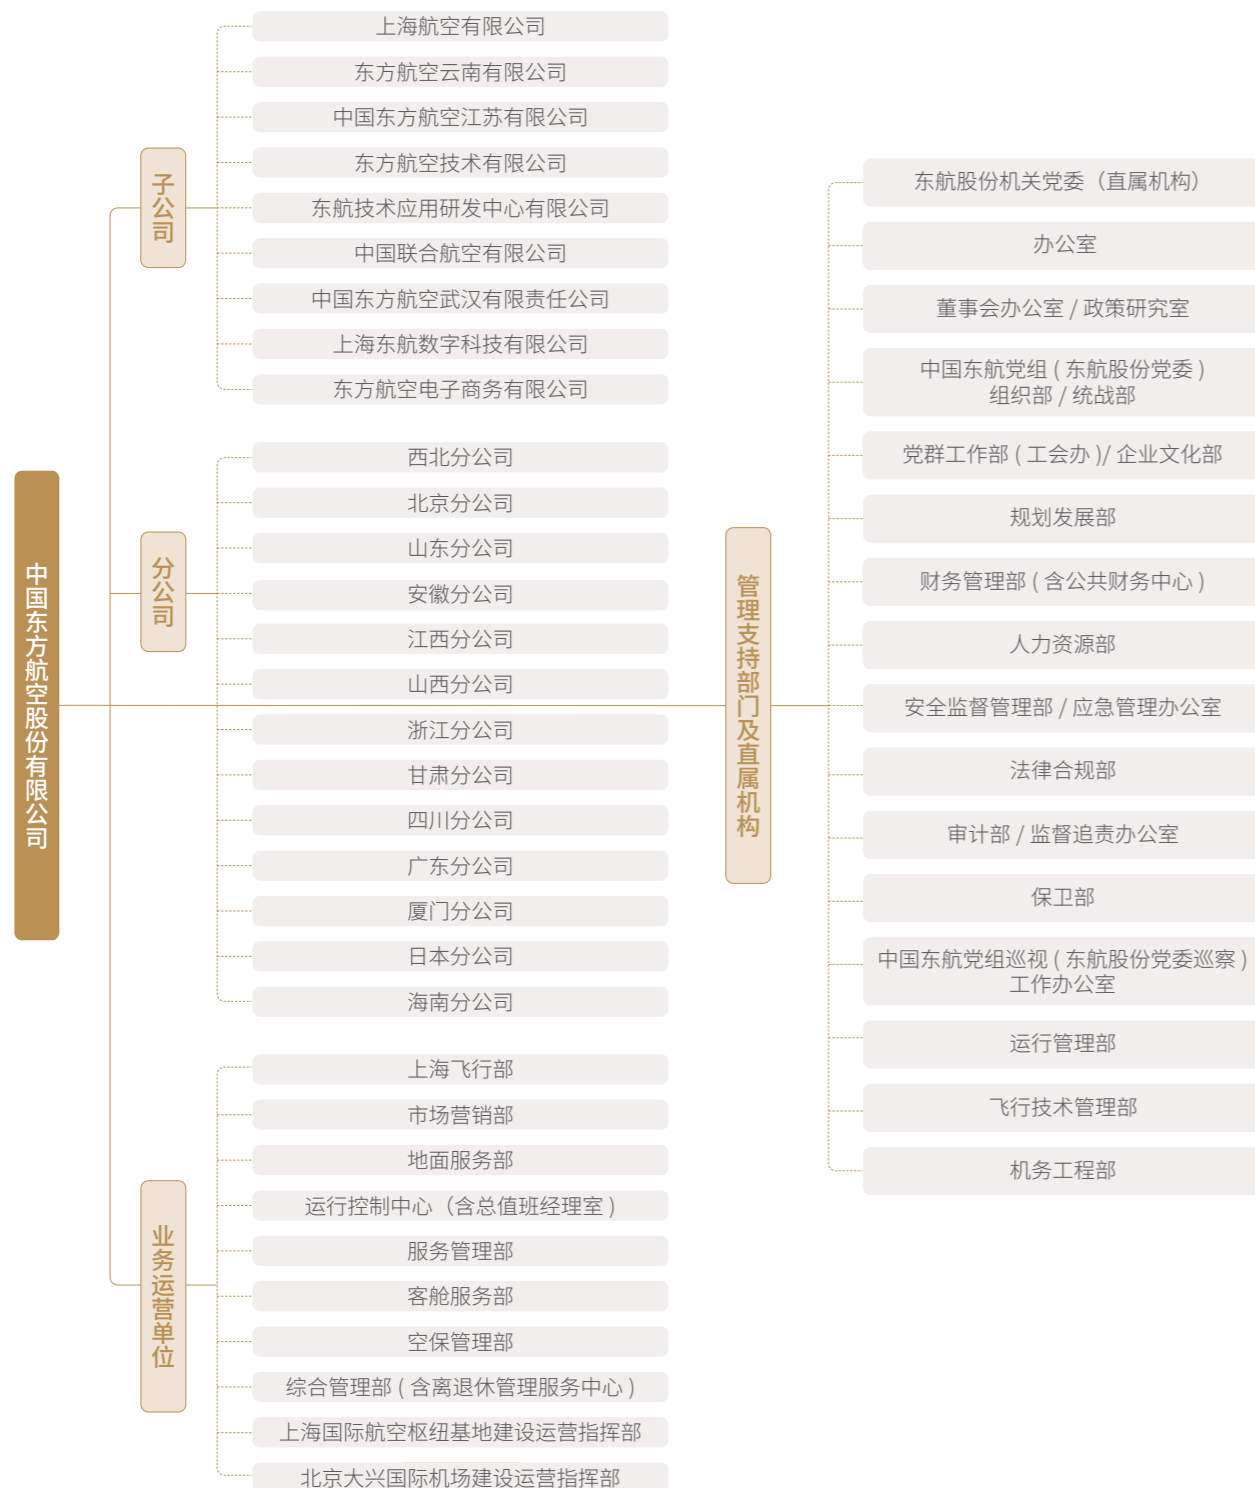 中国东方航空股份有限公司
子公司
上海航空有限公司
东方航空云南有限公司
中国东方航空江苏有限公司
东方航空技术有限公司
东航技术应用研发中心有限公司
中国联合航空有限公司
中国东方航空武汉有限责任公司
上海东航数字科技有限公司
东方航空电子商务有限公司
分公司
西北分公司
北京分公司
山东分公司
安徽分公司
江西分公司
山西分公司
浙江分公司
甘肃分公司
四川分公司
广东分公司
厦门分公司
日本分公司
海南分公司
业务运营单位
上海飞行部
市场营销部
地面服务部
运行控制中心（含总值班经理室 )
服务管理部
客舱服务部
空保管理部
综合管理部 ( 含离退休管理服务中心 )
上海国际航空枢纽基地建设运营指挥部
北京大兴国际机场建设运营指挥部
管理支持部门及直属机构
东航股份机关党委（直属机构）
办公室
董事会办公室 / 政策研究室
中国东航党组 ( 东航股份党委 )
组织部 / 统战部
党群工作部 ( 工会办 )/ 企业文化部
规划发展部
财务管理部 ( 含公共财务中心 )
人力资源部
安全监督管理部 / 应急管理办公室
法律合规部
审计部 / 监督追责办公室
保卫部
中国东航党组巡视 ( 东航股份党委巡察 )
工作办公室
运行管理部
飞行技术管理部
机务工程部